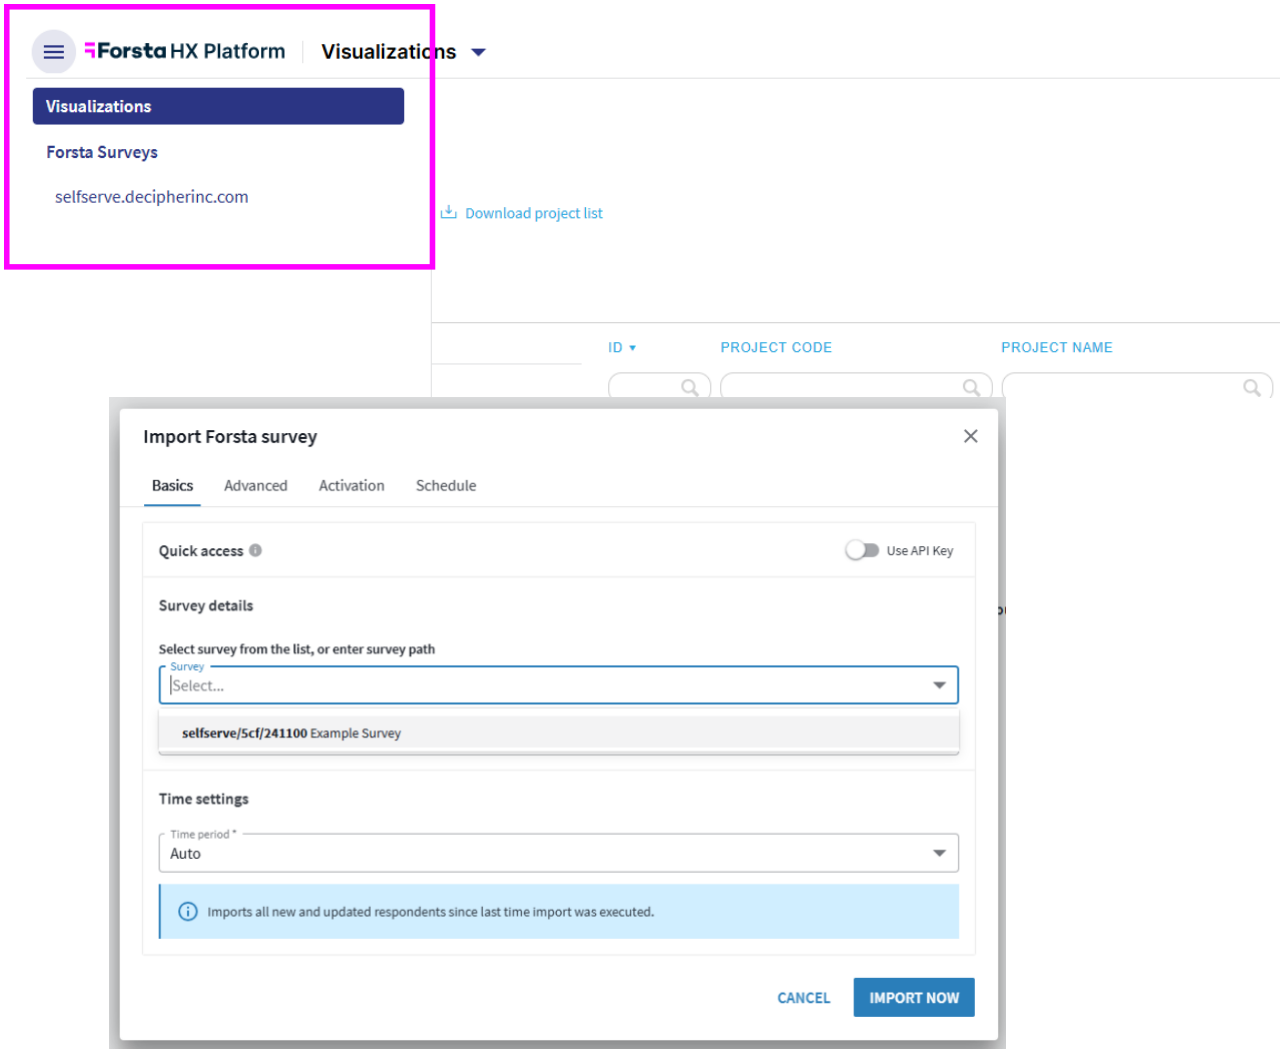 Forsta HX Platform
Visualizations
Visualizations
Forsta Surveys
selfserve.decipherinc.com
Download project list
ID
PROJECT CODE
PROJECT NAME
Import Forsta survey
Basics
Advanced
Activation
Schedule
Quick access
Use API Key
Survey details
Select survey from the list, or enter survey path
Survey
Select...
selfserve/5cf/241100 Example Survey
Time settings
Time period *
Auto
Imports all new and updated respondents since last time import was executed.
CANCEL
IMPORT NOW